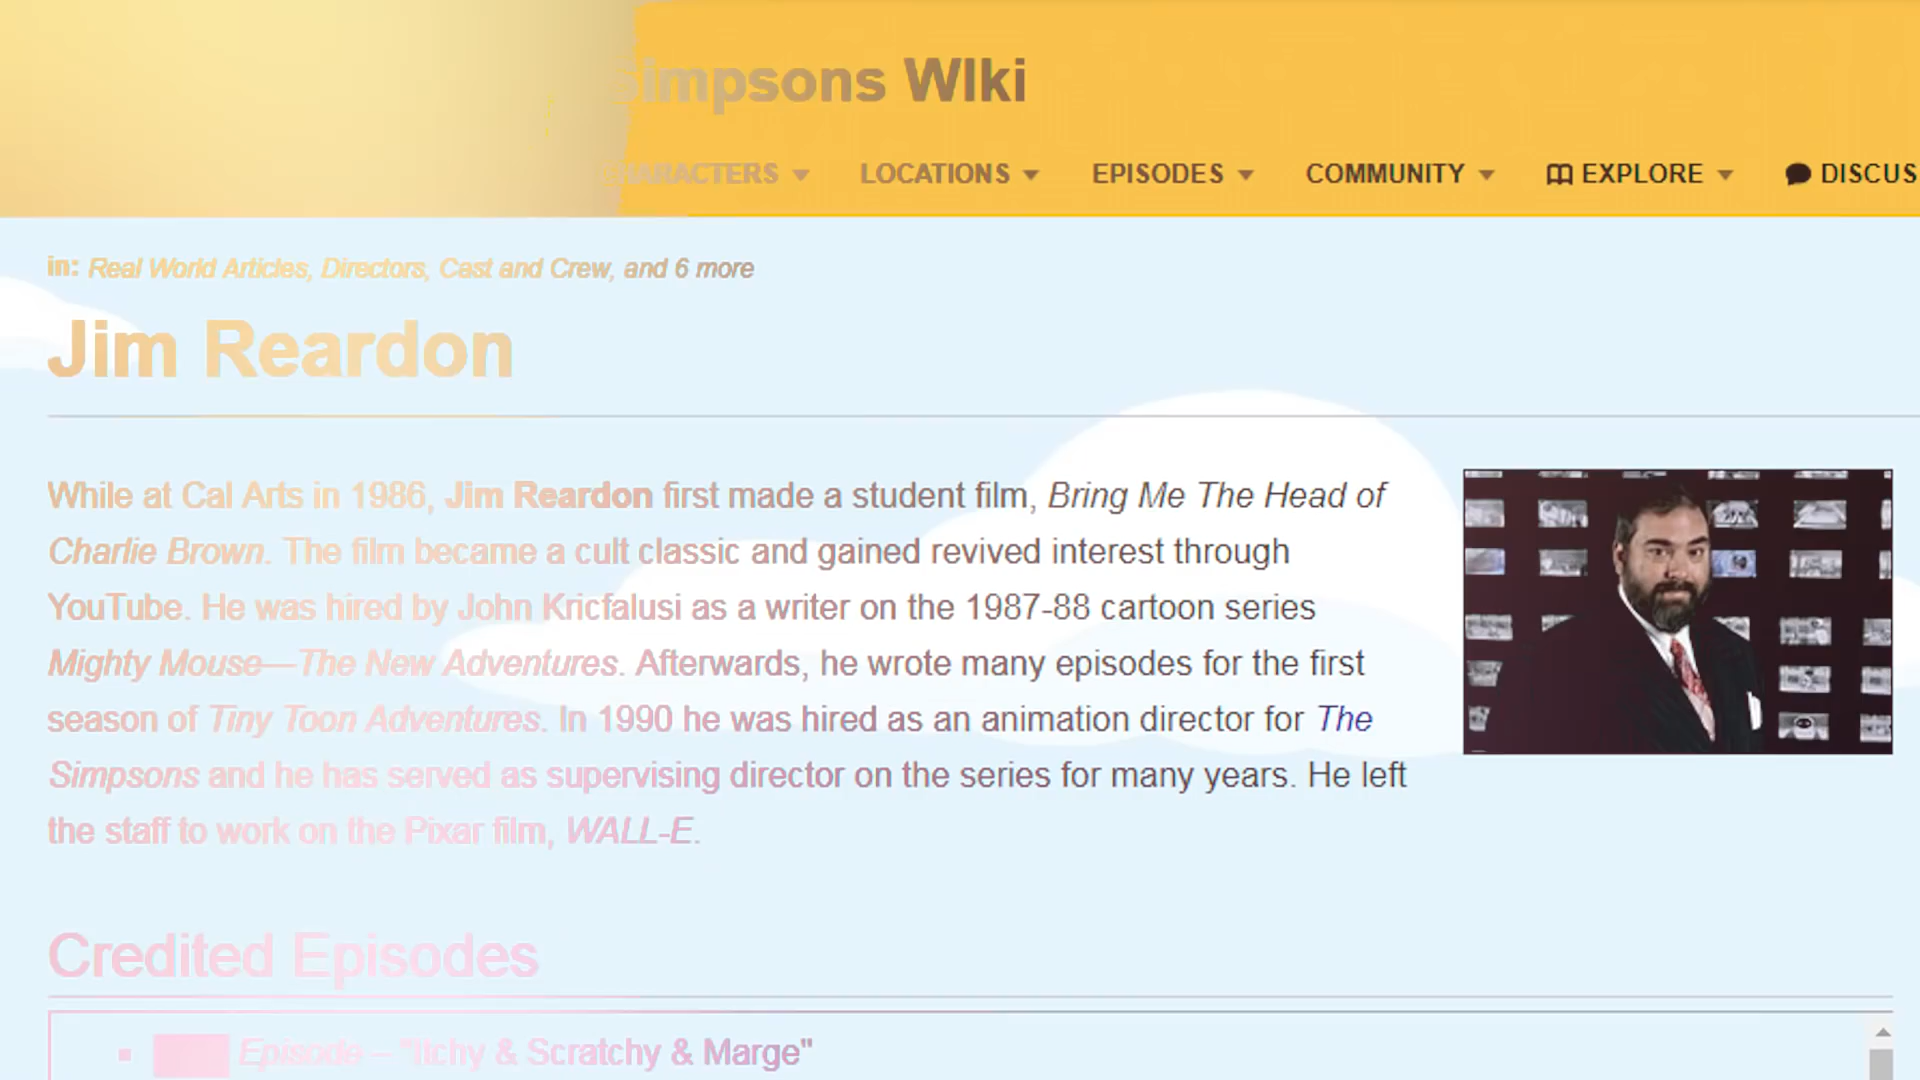 Simpsons WIki
CHARACTERS LOCATIONS EPISODES COMMUNITY EXPLORE DISCUS
in: Real World Articles, Directors, Cast and Crew, and 6 more
Jim Reardon
While at Cal Arts in 1986, Jim Reardon first made a student film, Bring Me The Head of
Charlie Brown. The film became a cult classic and gained revived interest through
YouTube. He was hired by John Kricfalusi as a writer on the 1987-88 cartoon series
Mighty Mouse—The New Adventures. Afterwards, he wrote many episodes for the first
season of Tiny Toon Adventures. In 1990 he was hired as an animation director for The
Simpsons and he has served as supervising director on the series for many years. He left
the staff to work on the Pixar film, WALL-E.
Credited Episodes
Episode – "Itchy & Scratchy & Marge"